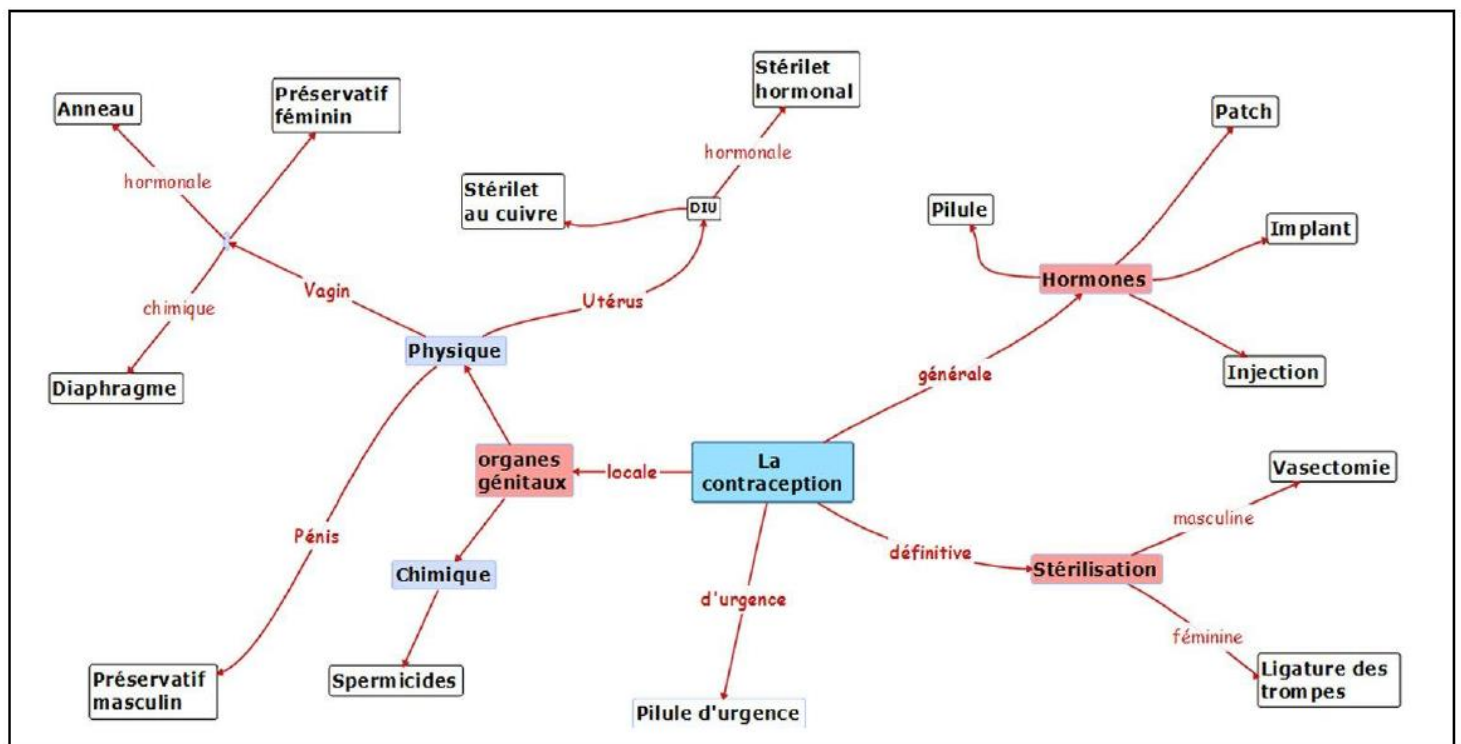 Stérilet
hormonal
Préservatif
féminin
Anneau
Patch
hormonale
hormonale
Stérilet
au cuivre
DIU
Pilule
Implant
Hormones
Vagin
Utérus
chimique
Physique
générale
Injection
Diaphragme
organes
génitaux
locale
La
contraception
Vasectomie
masculine
Pénis
définitive
Stérilisation
Chimique
d'urgence
féminine
Spermicides
Préservatif
masculin
Ligature des
trompes
Pilule d'urgence